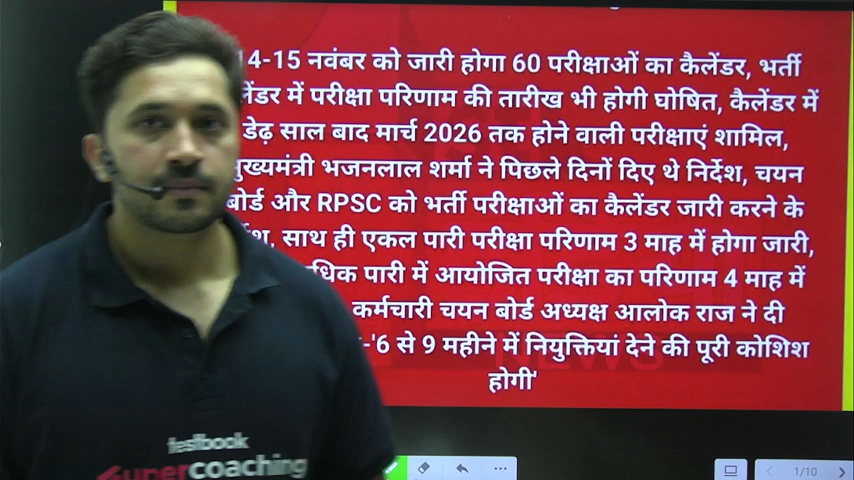 14-15 नवंबर को जारी होगा 60 परीक्षाओं का कैलेंडर, भर्ती
में परीक्षा परिणाम की तारीख भी होगी घोषित, कैलेंडर में
डेढ़ साल बाद मार्च 2026 तक होने वाली परीक्षाएं शामिल,
मुख्यमंत्री भजनलाल शर्मा ने पिछले दिनों दिए थे निर्देश, चयन
बोर्ड और RPSC को भर्ती परीक्षाओं का कैलेंडर जारी करने के
साथ ही एकल पारी परीक्षा परिणाम 3 माह में होगा जारी,
पारी में आयोजित परीक्षा का परिणाम 4 माह में
कर्मचारी चयन बोर्ड अध्यक्ष आलोक राज ने दी
-'6 से 9 महीने में नियुक्तियां देने की पूरी कोशिश
होगी'
testbook
supercoaching
1/10